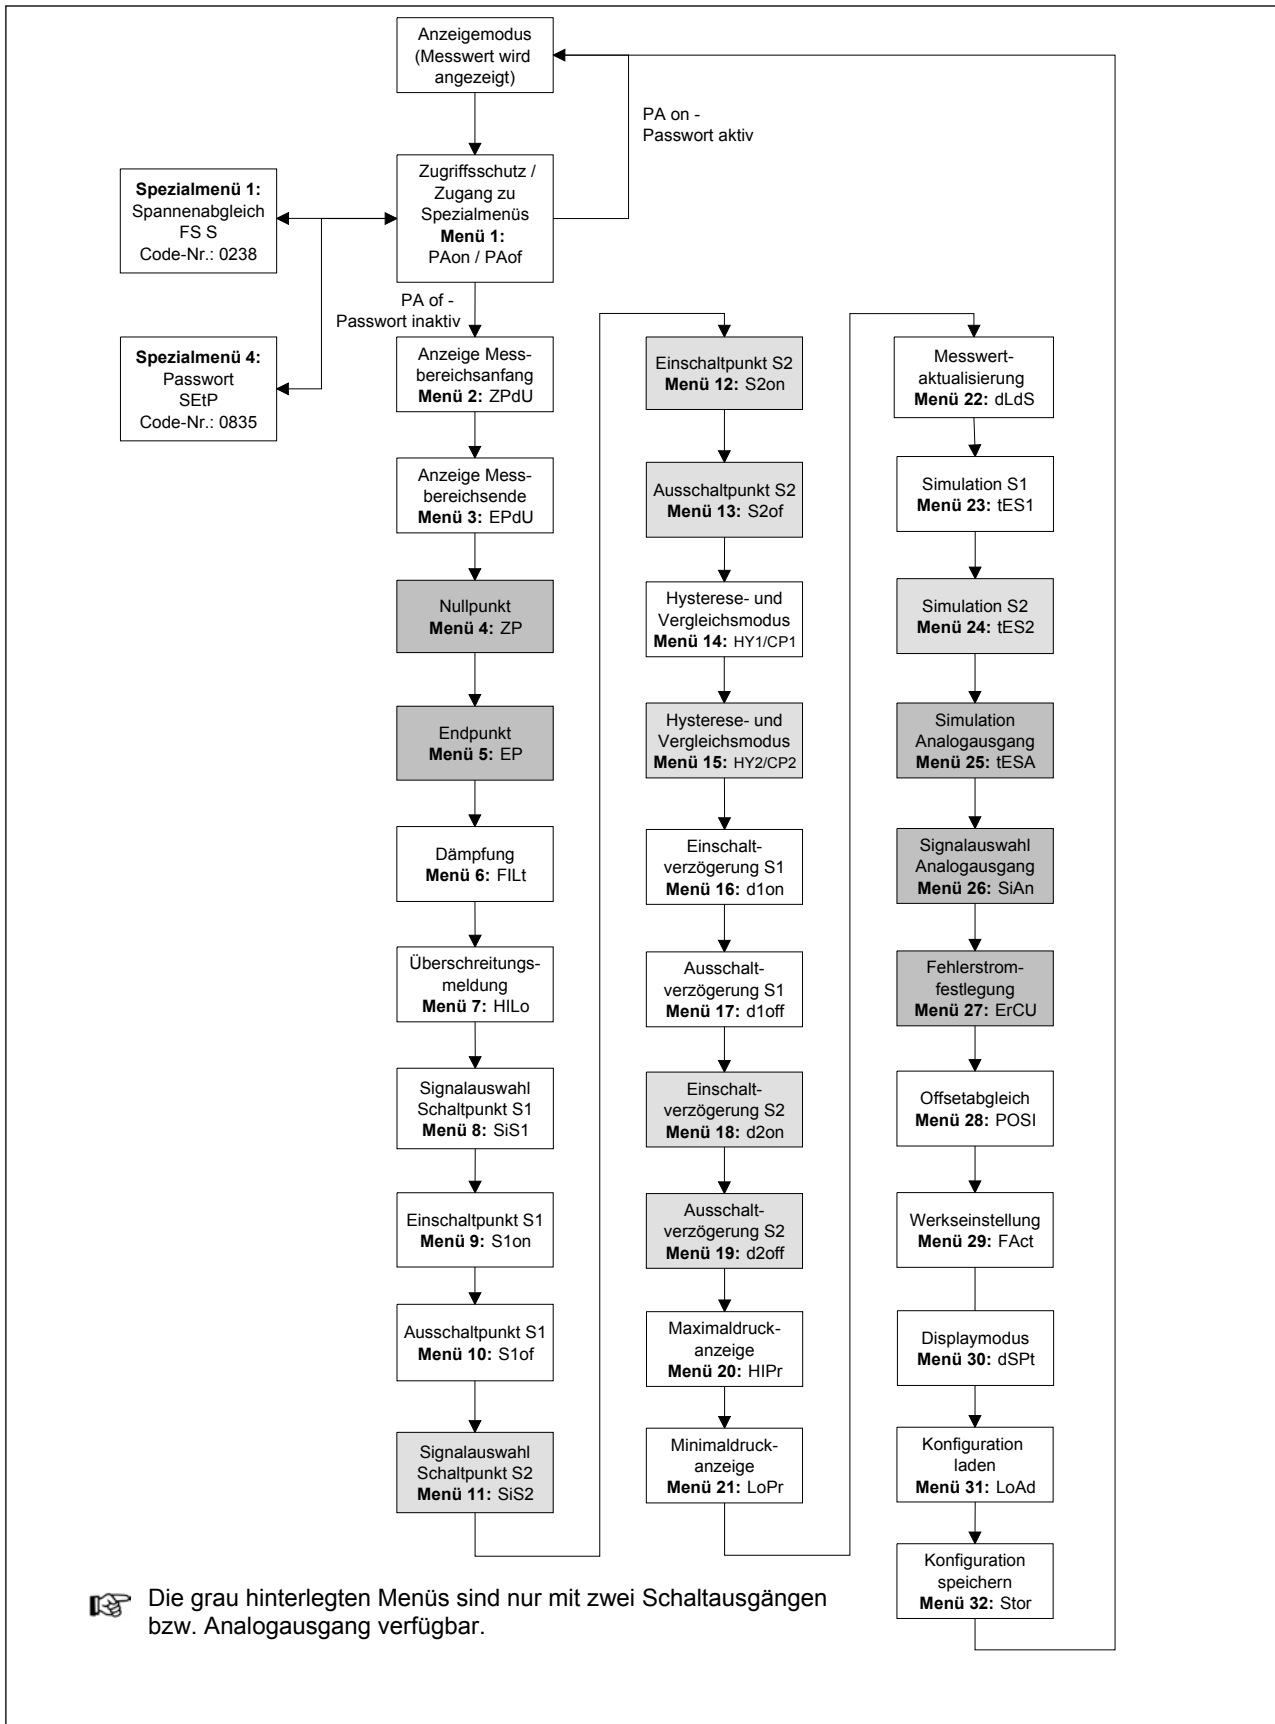 Anzeigemodus
(Messwert wird
angezeigt)
PA on -
Passwort aktiv
Zugriffsschutz /
Zugang zu
Spezialmenüs
Menü 1:
PAon / PAof
Spezialmenü 1:
Spannenabgleich
FS S
Code-Nr.: 0238
PA of -
Passwort inaktiv
Spezialmenü 4:
Passwort
SEtP
Code-Nr.: 0835
Anzeige Mess-
bereichsanfang
Menü 2: ZPdU
Anzeige Mess-
bereichsende
Menü 3: EPdU
Nullpunkt
Menü 4: ZP
Endpunkt
Menü 5: EP
Dämpfung
Menü 6: FILt
Überschreitungs-
meldung
Menü 7: HILo
Signalauswahl
Schaltpunkt S1
Menü 8: SiS1
Einschaltpunkt S1
Menü 9: S1on
Ausschaltpunkt S1
Menü 10: S1of
Signalauswahl
Schaltpunkt S2
Menü 11: SiS2
Einschaltpunkt S2
Menü 12: S2on
Ausschaltpunkt S2
Menü 13: S2of
Hysterese- und
Vergleichsmodus
Menü 14: HY1/CP1
Hysterese- und
Vergleichsmodus
Menü 15: HY2/CP2
Einschalt-
verzögerung S1
Menü 16: d1on
Ausschalt-
verzögerung S1
Menü 17: d1off
Einschalt-
verzögerung S2
Menü 18: d2on
Ausschalt-
verzögerung S2
Menü 19: d2off
Maximaldruck-
anzeige
Menü 20: HIPr
Minimaldruck-
anzeige
Menü 21: LoPr
Messwert-
aktualisierung
Menü 22: dLdS
Simulation S1
Menü 23: tES1
Simulation S2
Menü 24: tES2
Simulation
Analogausgang
Menü 25: tESA
Signalauswahl
Analogausgang
Menü 26: SiAn
Fehlerstrom-
festlegung
Menü 27: ErCU
Offsetabgleich
Menü 28: POSI
Werkseinstellung
Menü 29: FAct
Displaymodus
Menü 30: dSPt
Konfiguration
laden
Menü 31: LoAd
Konfiguration
speichern
Menü 32: Stor
Die grau hinterlegten Menüs sind nur mit zwei Schaltausgängen
bzw. Analogausgang verfügbar.